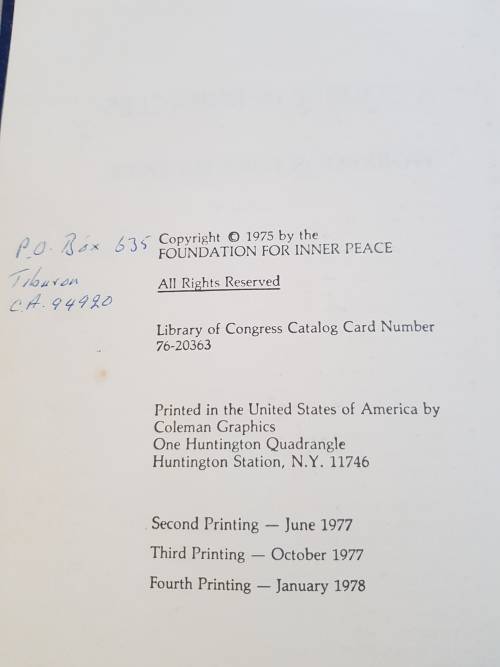 P.O. Box 635
Tiburon
CA. 94920
Copyright © 1975 by the
FOUNDATION FOR INNER PEACE
All Rights Reserved
Library of Congress Catalog Card Number
76-20363
Printed in the United States of America by
Coleman Graphics
One Huntington Quadrangle
Huntington Station, N.Y. 11746
Second Printing — June 1977
Third Printing — October 1977
Fourth Printing — January 1978